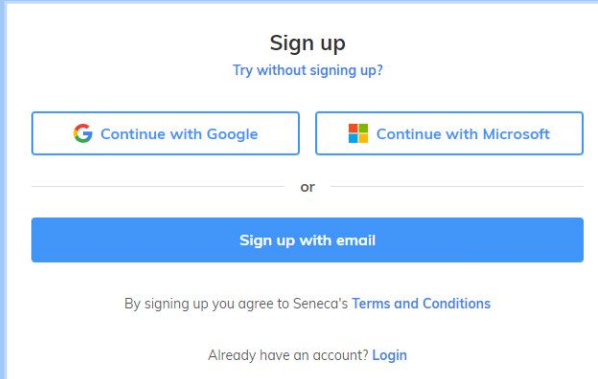 Sign up
Try without signing up?
Continue with Google
Continue with Microsoft
or
Sign up with email
By signing up you agree to Seneca's Terms and Conditions
Already have an account? Login